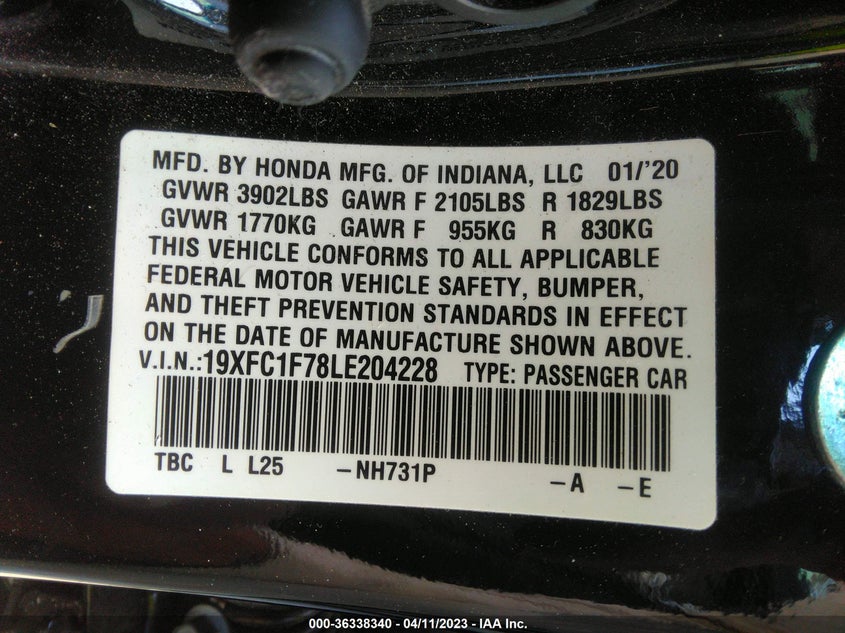 MFD. BY HONDA MFG. OF INDIANA, LLC 01/'20
GVWR 3902LBS GAWR F 2105LBS R 1829LBS
GVWR 1770KG GAWR F 955KG R 830KG
THIS VEHICLE CONFORMS TO ALL APPLICABLE
FEDERAL MOTOR VEHICLE SAFETY, BUMPER,
AND THEFT PREVENTION STANDARDS IN EFFECT
ON THE DATE OF MANUFACTURE SHOWN ABOVE.
V.I.N.:19XFC1F78LE204228 TYPE: PASSENGER CAR
TBC L L25 -NH731P -A -E
000-36338340 - 04/11/2023 - IAA Inc.